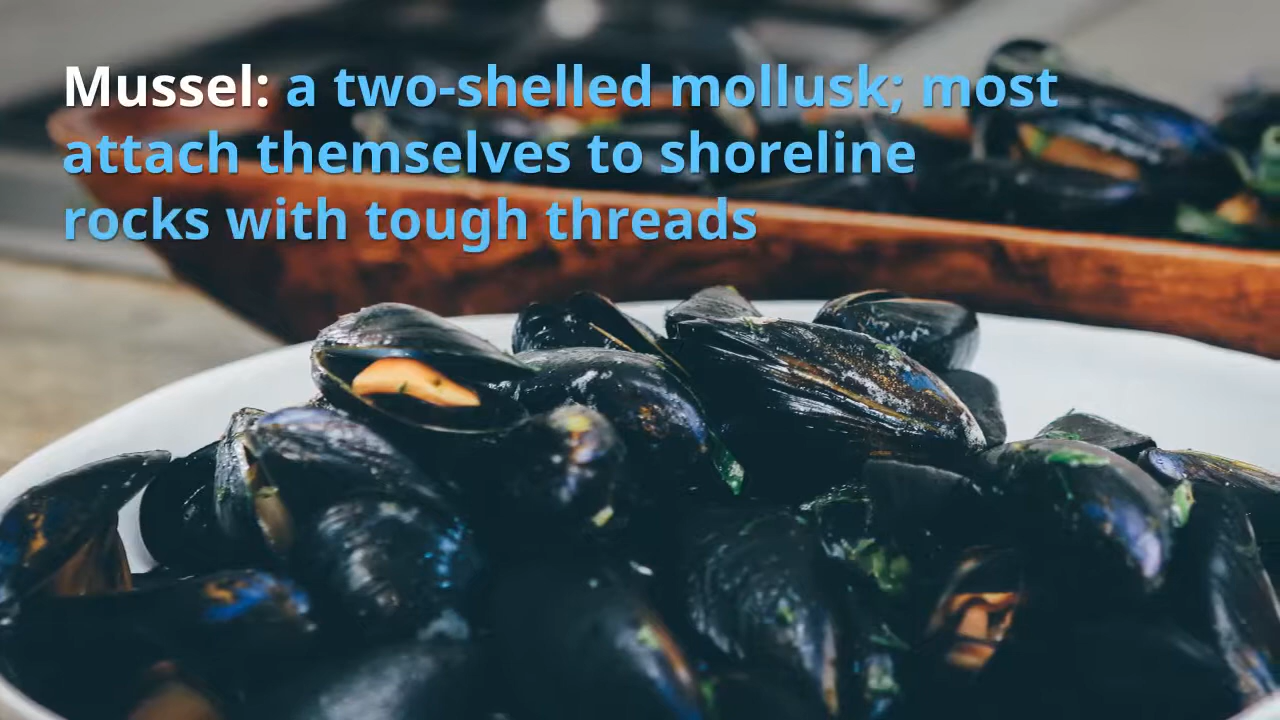 Mussel: a two-shelled mollusk; most
attach themselves to shoreline
rocks with tough threads